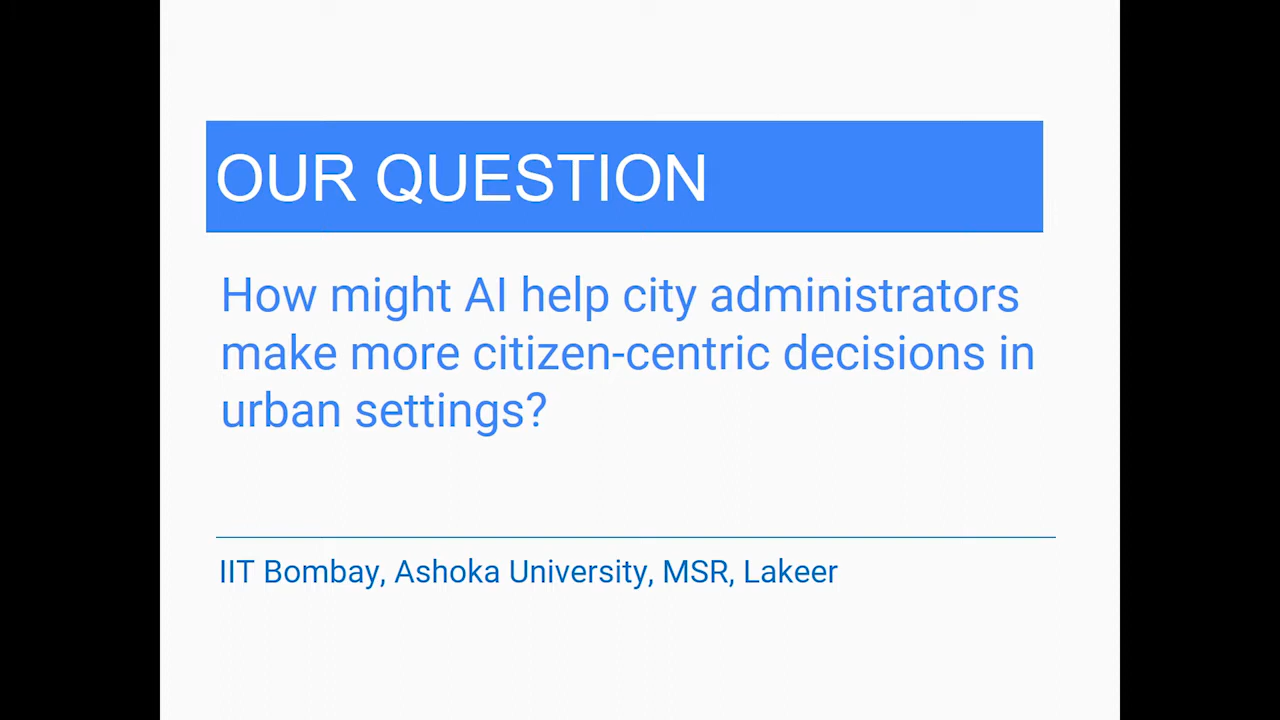 OUR QUESTION
How might AI help city administrators
make more citizen-centric decisions in
urban settings?
IIT Bombay, Ashoka University, MSR, Lakeer